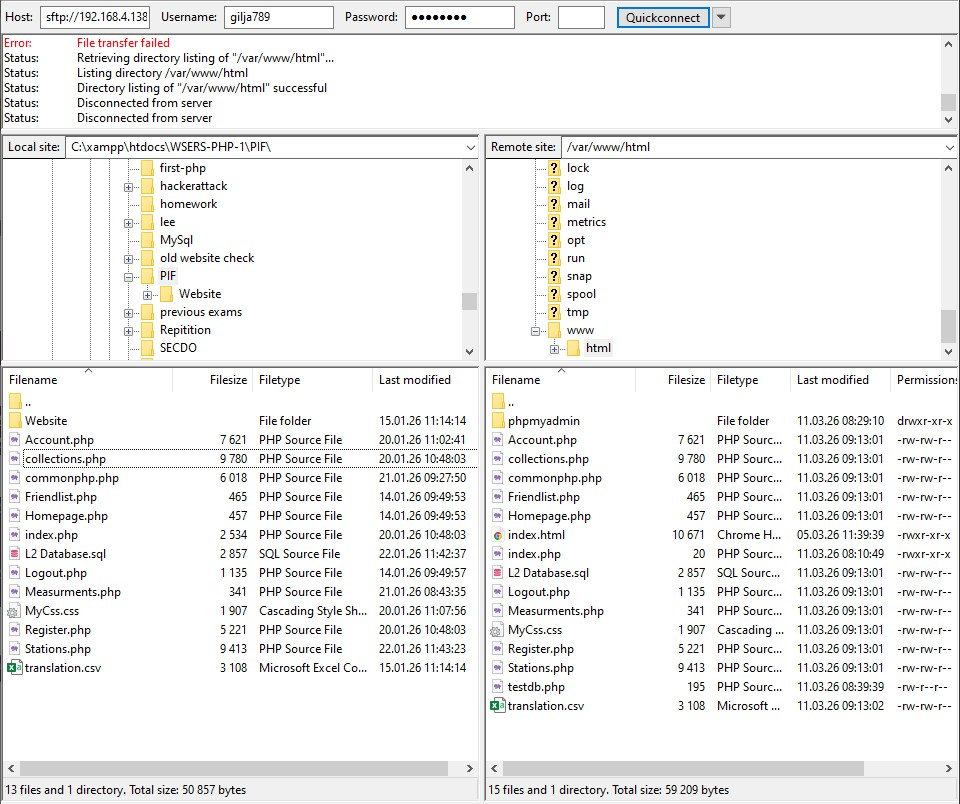 Host: sftp://192.168.4.138 Username: gilja789 Password: ●●●●●●●● Port: Quickconnect
Error: File transfer failed
Status: Retrieving directory listing of "/var/www/html"...
Status: Listing directory /var/www/html
Status: Directory listing of "/var/www/html" successful
Status: Disconnected from server
Status: Disconnected from server
Local site: C:\xampp\htdocs\WSERS-PHP-1\PIF\
first-php
hackerattack
homework
lee
MySql
old website check
PIF
Website
previous exams
Repitition
SECDO
Filename Filesize Filetype Last modified
..
Website File folder 15.01.26 11:14:14
Account.php 7 621 PHP Source File 20.01.26 11:02:41
collections.php 9 780 PHP Source File 20.01.26 10:48:03
commonphp.php 6 018 PHP Source File 21.01.26 09:27:50
Friendlist.php 465 PHP Source File 14.01.26 09:49:53
Homepage.php 457 PHP Source File 14.01.26 09:49:53
index.php 2 534 PHP Source File 20.01.26 10:48:03
L2 Database.sql 2 857 SQL Source File 22.01.26 11:42:37
Logout.php 1 135 PHP Source File 14.01.26 09:49:57
Measurments.php 341 PHP Source File 21.01.26 08:43:35
MyCss.css 1 907 Cascading Style Sh... 20.01.26 11:07:56
Register.php 5 221 PHP Source File 20.01.26 10:48:03
Stations.php 9 413 PHP Source File 22.01.26 11:43:23
translation.csv 3 108 Microsoft Excel Co... 15.01.26 11:14:14
13 files and 1 directory. Total size: 50 857 bytes
Remote site: /var/www/html
lock
log
mail
metrics
opt
run
snap
spool
tmp
www
html
Filename Filesize Filetype Last modified Permissions
..
phpmyadmin File folder 11.03.26 08:29:10 drwxr-xr-x
Account.php 7 621 PHP Sourc... 11.03.26 09:13:01 -rw-rw-r--
collections.php 9 780 PHP Sourc... 11.03.26 09:13:01 -rw-rw-r--
commonphp.php 6 018 PHP Sourc... 11.03.26 09:13:01 -rw-rw-r--
Friendlist.php 465 PHP Sourc... 11.03.26 09:13:01 -rw-rw-r--
Homepage.php 457 PHP Sourc... 11.03.26 09:13:01 -rw-rw-r--
index.html 10 671 Chrome H... 05.03.26 11:39:39 -rwxr-xr-x
index.php 20 PHP Sourc... 11.03.26 08:10:49 -rwxr-xr-x
L2 Database.sql 2 857 SQL Sourc... 11.03.26 09:13:01 -rw-rw-r--
Logout.php 1 135 PHP Sourc... 11.03.26 09:13:01 -rw-rw-r--
Measurments.php 341 PHP Sourc... 11.03.26 09:13:01 -rw-rw-r--
MyCss.css 1 907 Cascading ... 11.03.26 09:13:01 -rw-rw-r--
Register.php 5 221 PHP Sourc... 11.03.26 09:13:01 -rw-rw-r--
Stations.php 9 413 PHP Sourc... 11.03.26 09:13:01 -rw-rw-r--
testdb.php 195 PHP Sourc... 11.03.26 08:39:39 -rw-r--r--
translation.csv 3 108 Microsoft ... 11.03.26 09:13:02 -rw-rw-r--
15 files and 1 directory. Total size: 59 209 bytes